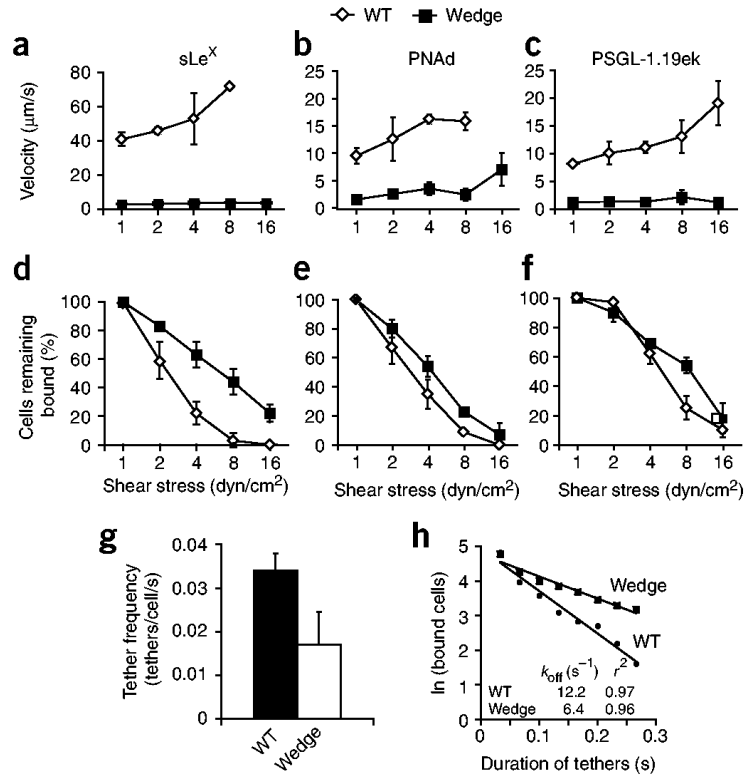 WT Wedge
a
sLeX
b
PNAd
c
PSGL-1.19ek
Velocity (µm/s)
80
60
40
20
0
1 2 4 8 16
25
20
15
10
5
0
1 2 4 8 16
25
20
15
10
5
0
1 2 4 8 16
d
Cells remaining
bound (%)
100
80
60
40
20
0
1 2 4 8 16
Shear stress (dyn/cm2)
e
100
80
60
40
20
0
1 2 4 8 16
Shear stress (dyn/cm2)
f
100
80
60
40
20
0
1 2 4 8 16
Shear stress (dyn/cm2)
g
Tether frequency
(tethers/cell/s)
0.04
0.03
0.02
0.01
0
WT
Wedge
h
ln (bound cells)
5
4
3
2
1
0
Wedge
WT
koff (s−1) r2
WT 12.2 0.97
Wedge 6.4 0.96
0 0.1 0.2 0.3
Duration of tethers (s)